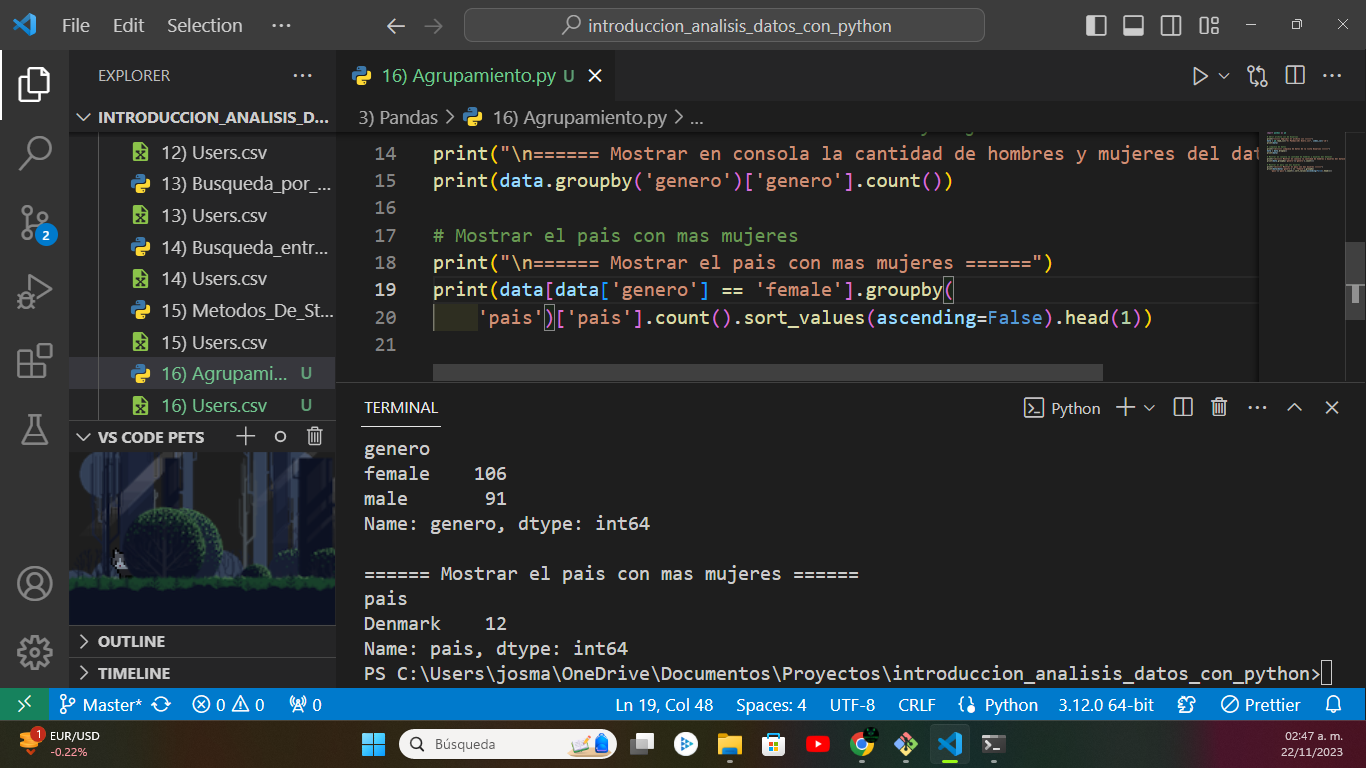 File Edit Selection ··· introduccion_analisis_datos_con_python
EXPLORER ···
INTRODUCCION_ANALISIS_D...
12) Users.csv
13) Busqueda_por_...
13) Users.csv
14) Busqueda_entr...
14) Users.csv
15) Metodos_De_St...
15) Users.csv
16) Agrupami... U
16) Users.csv U
VS CODE PETS
OUTLINE
TIMELINE
2
16) Agrupamiento.py U
3) Pandas > 16) Agrupamiento.py > ...
14 print("\n====== Mostrar en consola la cantidad de hombres y mujeres del dat
15 print(data.groupby('genero')['genero'].count())
16
17 # Mostrar el pais con mas mujeres
18 print("\n====== Mostrar el pais con mas mujeres ======")
19 print(data[data['genero'] == 'female'].groupby(
20 'pais')['pais'].count().sort_values(ascending=False).head(1))
21
TERMINAL Python
genero
female 106
male 91
Name: genero, dtype: int64
====== Mostrar el pais con mas mujeres ======
pais
Denmark 12
Name: pais, dtype: int64
PS C:\Users\josma\OneDrive\Documentos\Proyectos\introduccion_analisis_datos_con_python>
Master* 0 0 0 Ln 19, Col 48 Spaces: 4 UTF-8 CRLF Python 3.12.0 64-bit Prettier
1 EUR/USD
-0.22%
Búsqueda
02:47 a. m.
22/11/2023